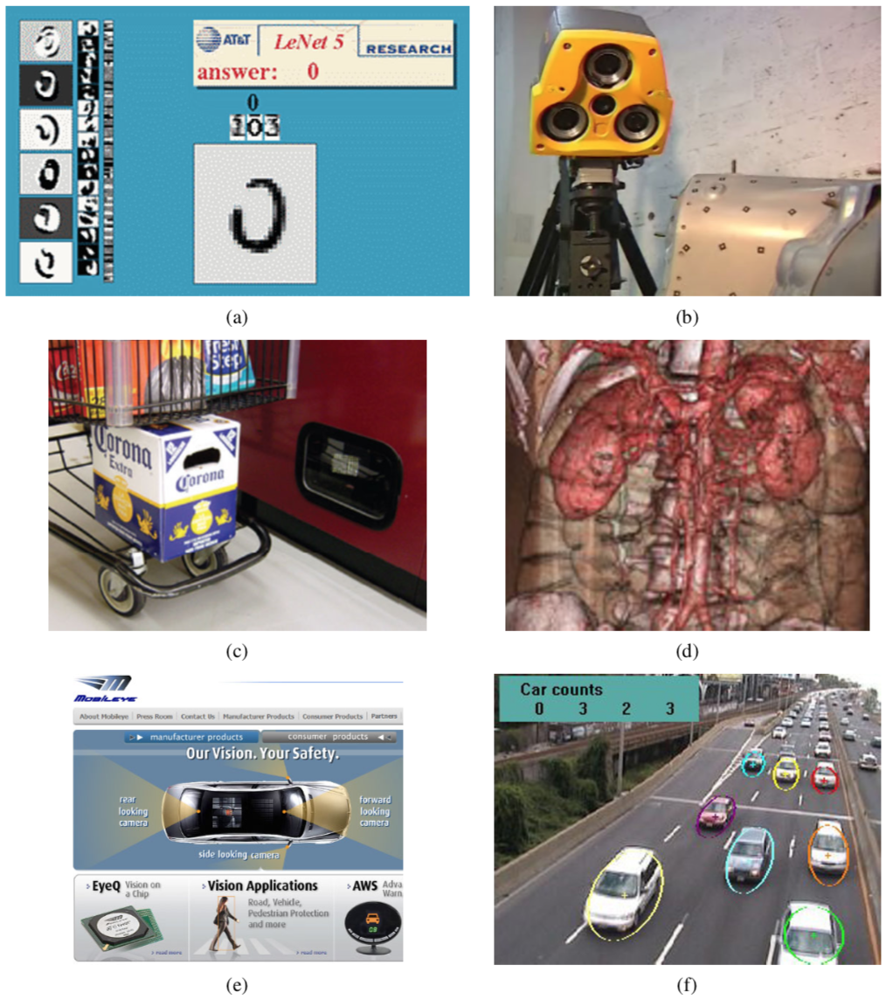 AT&T
LeNet 5
RESEARCH
answer: 0
0
103
(a)
(b)
Fresh
Step
Corona
Extra
Corona
(c)
(d)
MOBILEYE
About Mobileye | Press Room | Contact Us | Manufacturer Products | Consumer Products | Partners
manufacturer products
consumer products
Our Vision. Your Safety.
rear
looking
camera
forward
looking
camera
side looking camera
EyeQ Vision on
a Chip
> read more
Vision Applications
Road, Vehicle,
Pedestrian Protection
and more
> read more
AWS Adva
Warn
(e)
Car counts
0 3 2 3
(f)